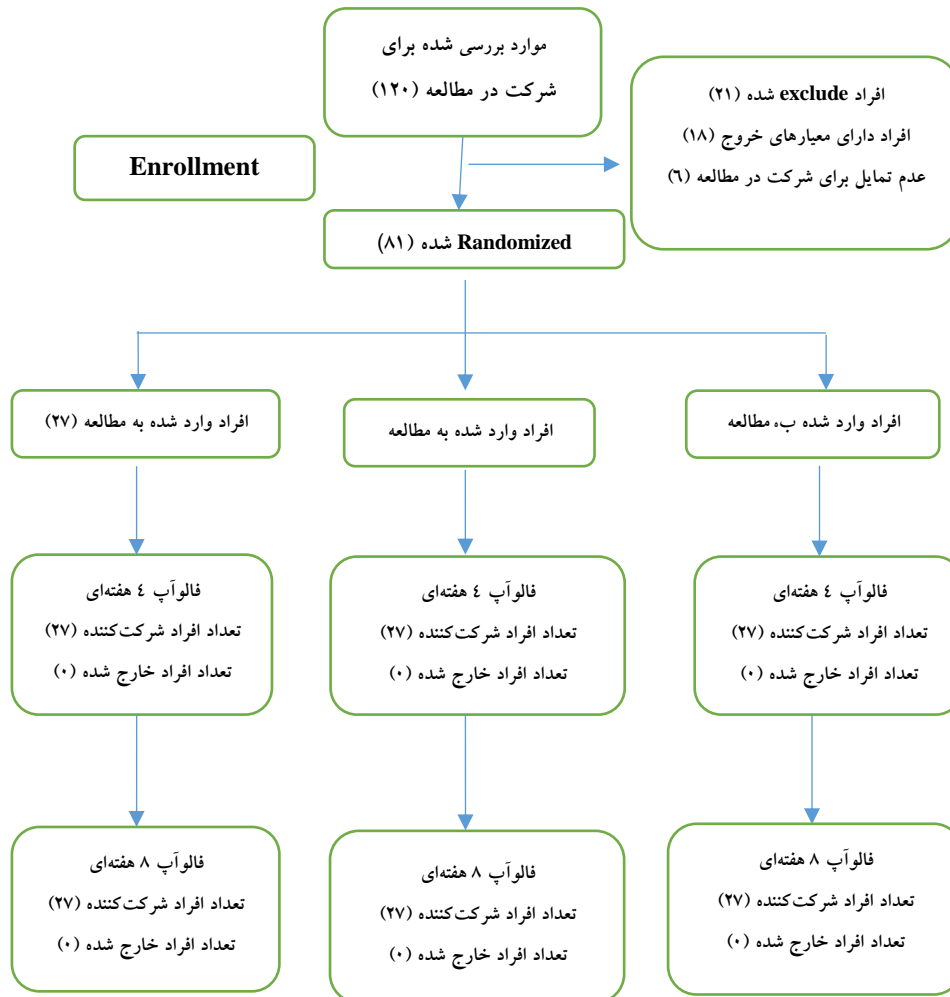 موارد بررسی شده برای
شرکت در مطالعه (۱۲۰)
افراد exclude شده (۲۱)
افراد دارای معیارهای خروج (۱۸)
عدم تمایل برای شرکت در مطالعه (۶)
Enrollment
Randomized شده (۸۱)
افراد وارد شده ب، مطالعه
افراد وارد شده به مطالعه
افراد وارد شده به مطالعه (۲۷)
فالوآپ ٤ هفته‌ای
تعداد افراد شرکت‌کننده (۲۷)
تعداد افراد خارج شده (۰)
فالوآپ ٤ هفته‌ای
تعداد افراد شرکت‌کننده (۲۷)
تعداد افراد خارج شده (۰)
فالوآپ ٤ هفته‌ای
تعداد افراد شرکت‌کننده (۲۷)
تعداد افراد خارج شده (۰)
فالوآپ ۸ هفته‌ای
تعداد افراد شرکت‌کننده (۲۷)
تعداد افراد خارج شده (۰)
فالوآپ ۸ هفته‌ای
تعداد افراد شرکت‌کننده (۲۷)
تعداد افراد خارج شده (۰)
فالوآپ ۸ هفته‌ای
تعداد افراد شرکت‌کننده (۲۷)
تعداد افراد خارج شده (۰)